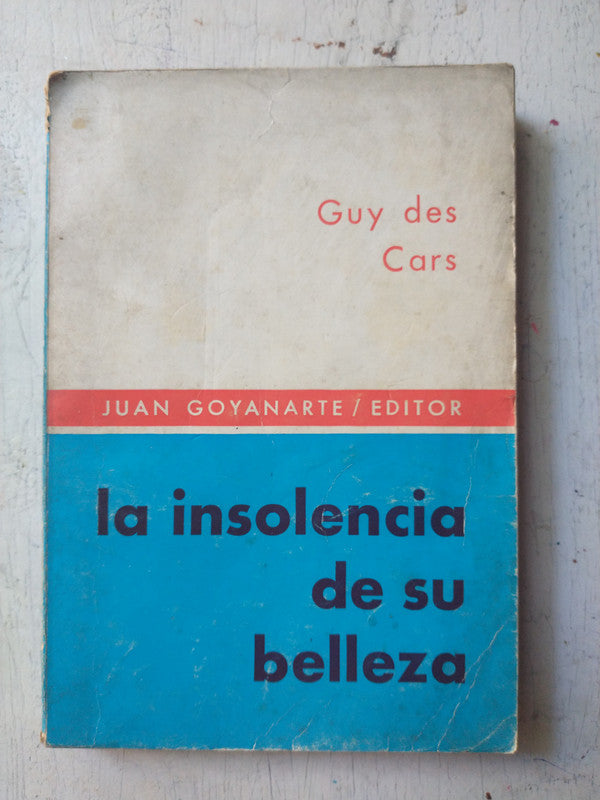 Guy des
Cars
JUAN GOYANARTE / EDITOR
la insolencia
de su
belleza